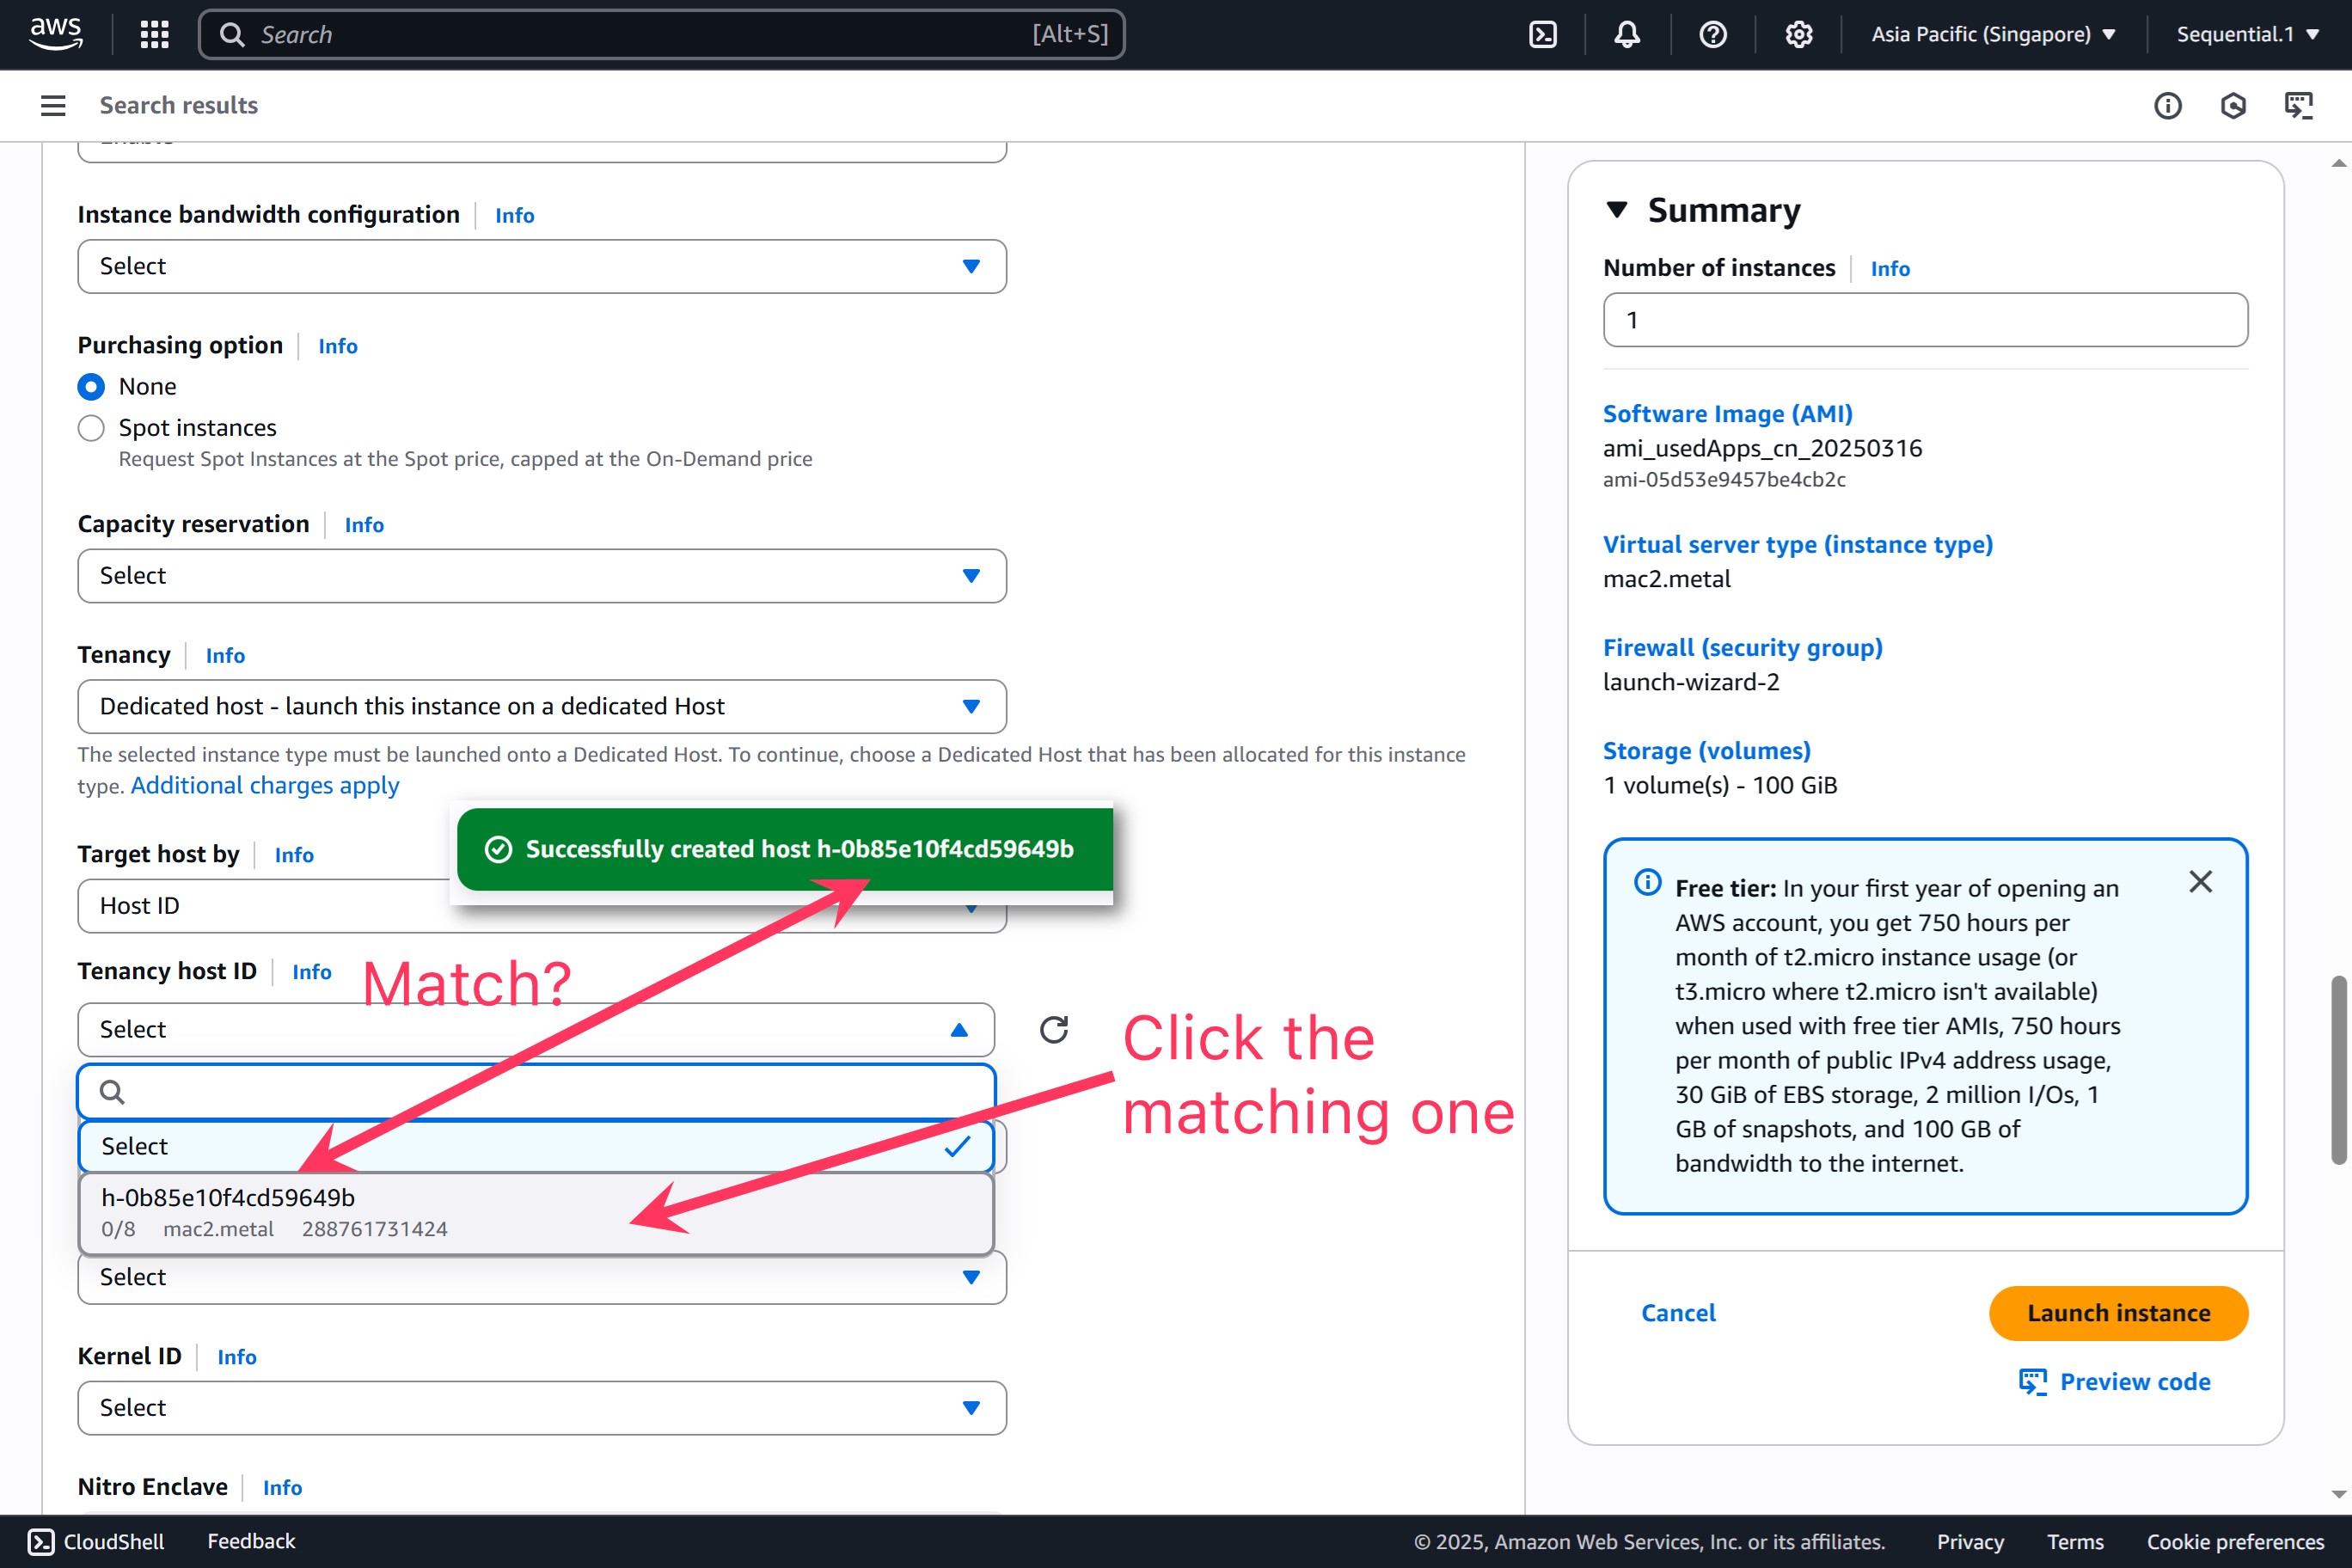 aws
Search
[Alt+S]
Asia Pacific (Singapore)
Sequential.1
Search results
Instance bandwidth configuration
Info
Select
Purchasing option
Info
None
Spot instances
Request Spot Instances at the Spot price, capped at the On-Demand price
Capacity reservation
Info
Select
Tenancy
Info
Dedicated host - launch this instance on a dedicated Host
The selected instance type must be launched onto a Dedicated Host. To continue, choose a Dedicated Host that has been allocated for this instance
type. Additional charges apply
Successfully created host h-0b85e10f4cd59649b
Target host by
Info
Host ID
Match?
Tenancy host ID
Info
Select
Click the
matching one
Select
h-0b85e10f4cd59649b
0/8 mac2.metal 288761731424
Select
Kernel ID
Info
Select
Nitro Enclave
Info
Summary
Number of instances
Info
1
Software Image (AMI)
ami_usedApps_cn_20250316
ami-05d53e9457be4cb2c
Virtual server type (instance type)
mac2.metal
Firewall (security group)
launch-wizard-2
Storage (volumes)
1 volume(s) - 100 GiB
Free tier: In your first year of opening an
AWS account, you get 750 hours per
month of t2.micro instance usage (or
t3.micro where t2.micro isn't available)
when used with free tier AMIs, 750 hours
per month of public IPv4 address usage,
30 GiB of EBS storage, 2 million I/Os, 1
GB of snapshots, and 100 GB of
bandwidth to the internet.
Cancel
Launch instance
Preview code
CloudShell
Feedback
© 2025, Amazon Web Services, Inc. or its affiliates.
Privacy
Terms
Cookie preferences